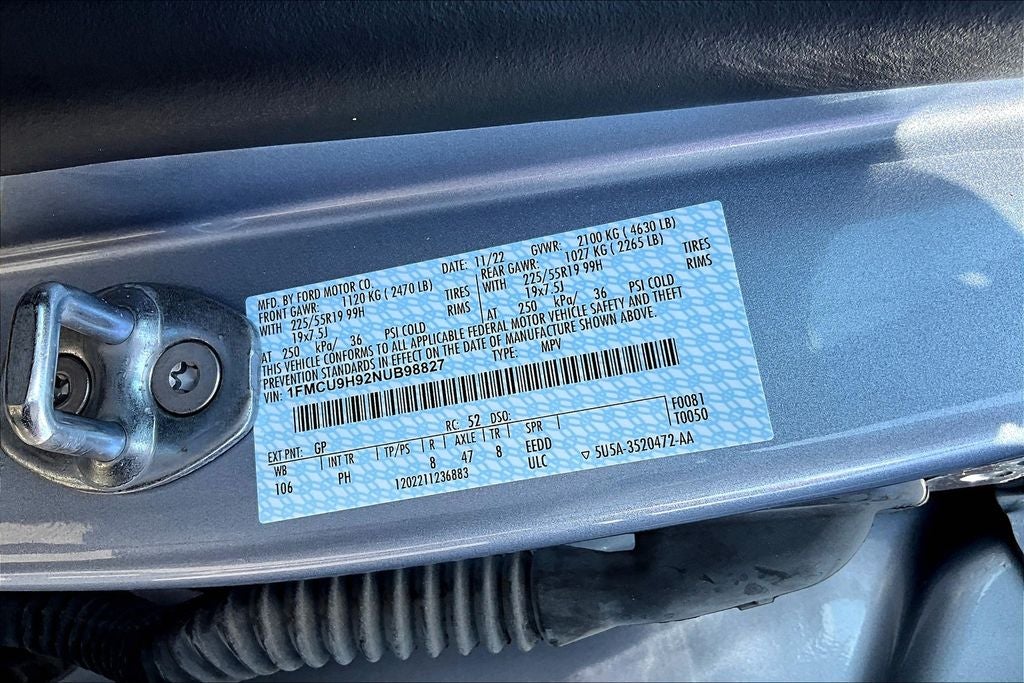 MFD. BY FORD MOTOR CO. DATE: 11/22 GVWR: 2100 KG ( 4630 LB)
FRONT GAWR: 1120 KG ( 2470 LB) REAR GAWR: 1027 KG ( 2265 LB)
WITH 225/55R19 99H TIRES WITH 225/55R19 99H TIRES
19x7.5J RIMS 19x7.5J RIMS
AT 250 kPa/ 36 PSI COLD AT 250 kPa/ 36 PSI COLD
THIS VEHICLE CONFORMS TO ALL APPLICABLE FEDERAL MOTOR VEHICLE SAFETY AND THEFT
PREVENTION STANDARDS IN EFFECT ON THE DATE OF MANUFACTURE SHOWN ABOVE.
VIN: 1FMCU9H92NUB98827 TYPE: MPV
F0081
T0050
EXT PNT: GP RC: 52 DSO:
WB INT TR TP/PS R AXLE TR SPR
106 PH 8 47 8 EEDD
ULC
1202211236883 ▽ 5U5A-3520472-AA